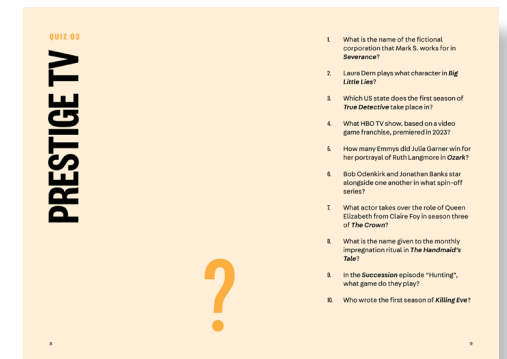 QUIZ 03
PRESTIGE TV
?
1. What is the name of the fictional
corporation that Mark S. works for in
Severance?
2. Laura Dern plays what character in Big
Little Lies?
3. Which US state does the first season of
True Detective take place in?
4. What HBO TV show, based on a video
game franchise, premiered in 2023?
5. How many Emmys did Julia Garner win for
her portrayal of Ruth Langmore in Ozark?
6. Bob Odenkirk and Jonathan Banks star
alongside one another in what spin-off
series?
7. What actor takes over the role of Queen
Elizabeth from Claire Foy in season three
of The Crown?
8. What is the name given to the monthly
impregnation ritual in The Handmaid's
Tale?
9. In the Succession episode "Hunting",
what game do they play?
10. Who wrote the first season of Killing Eve?
8
9